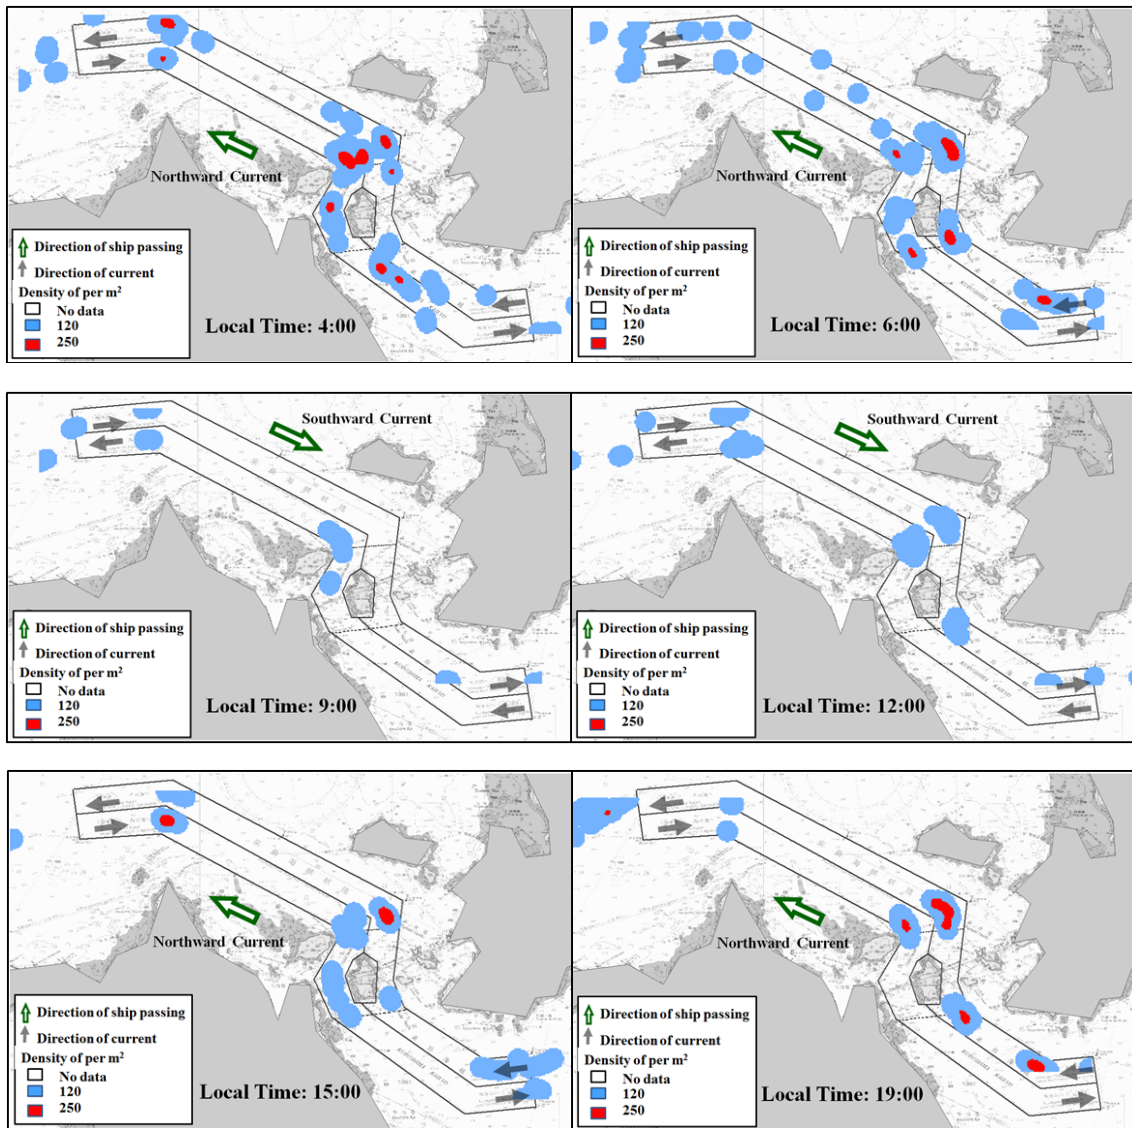 Northward Current
Direction of ship passing
Direction of current
Density of per m²
No data
120
250
Local Time: 4:00
Northward Current
Direction of ship passing
Direction of current
Density of per m²
No data
120
250
Local Time: 6:00
Southward Current
Direction of ship passing
Direction of current
Density of per m²
No data
120
250
Local Time: 9:00
Southward Current
Direction of ship passing
Direction of current
Density of per m²
No data
120
250
Local Time: 12:00
Northward Current
Direction of ship passing
Direction of current
Density of per m²
No data
120
250
Local Time: 15:00
Northward Current
Direction of ship passing
Direction of current
Density of per m²
No data
120
250
Local Time: 19:00